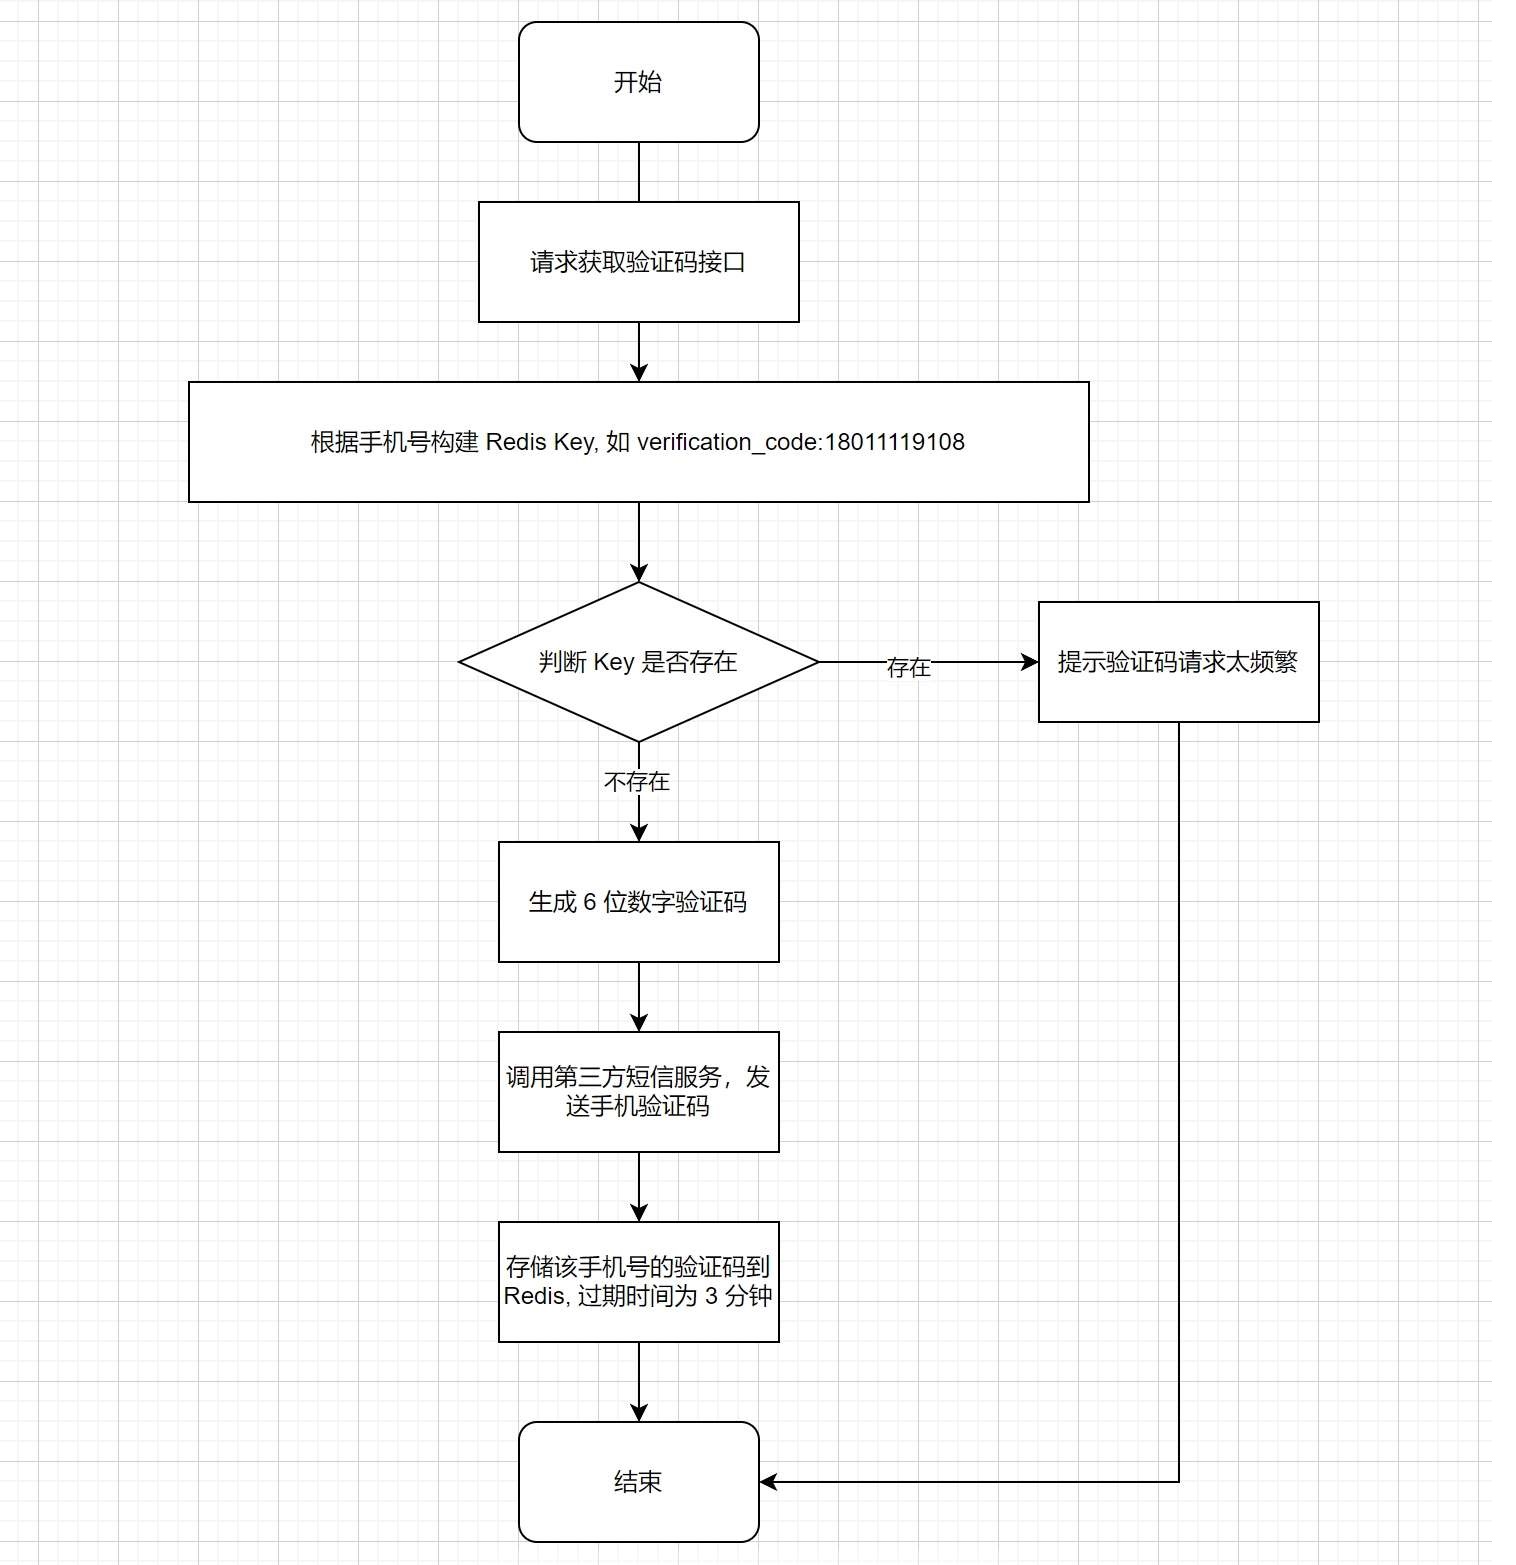 开始
请求获取验证码接口
根据手机号构建 Redis Key, 如 verification_code:18011119108
判断 Key 是否存在
存在
提示验证码请求太频繁
不存在
生成 6 位数字验证码
调用第三方短信服务，发
送手机验证码
存储该手机号的验证码到
Redis, 过期时间为 3 分钟
结束